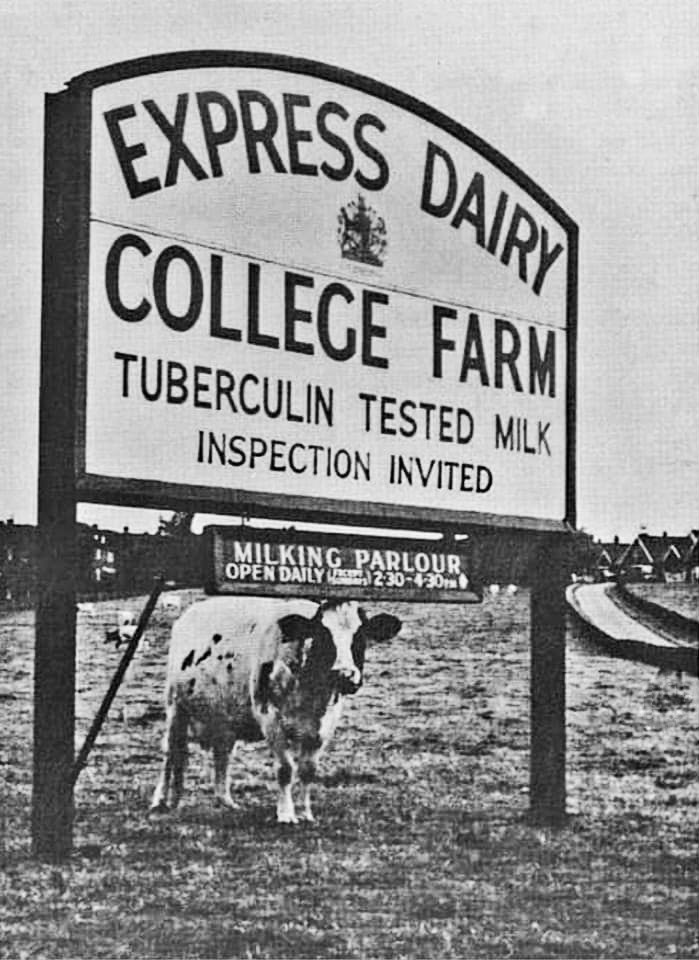 EXPRESS DAIRY
COLLEGE FARM
TUBERCULIN TESTED MILK
INSPECTION INVITED
MILKING PARLOUR
OPEN DAILY 2·30-4·30PM